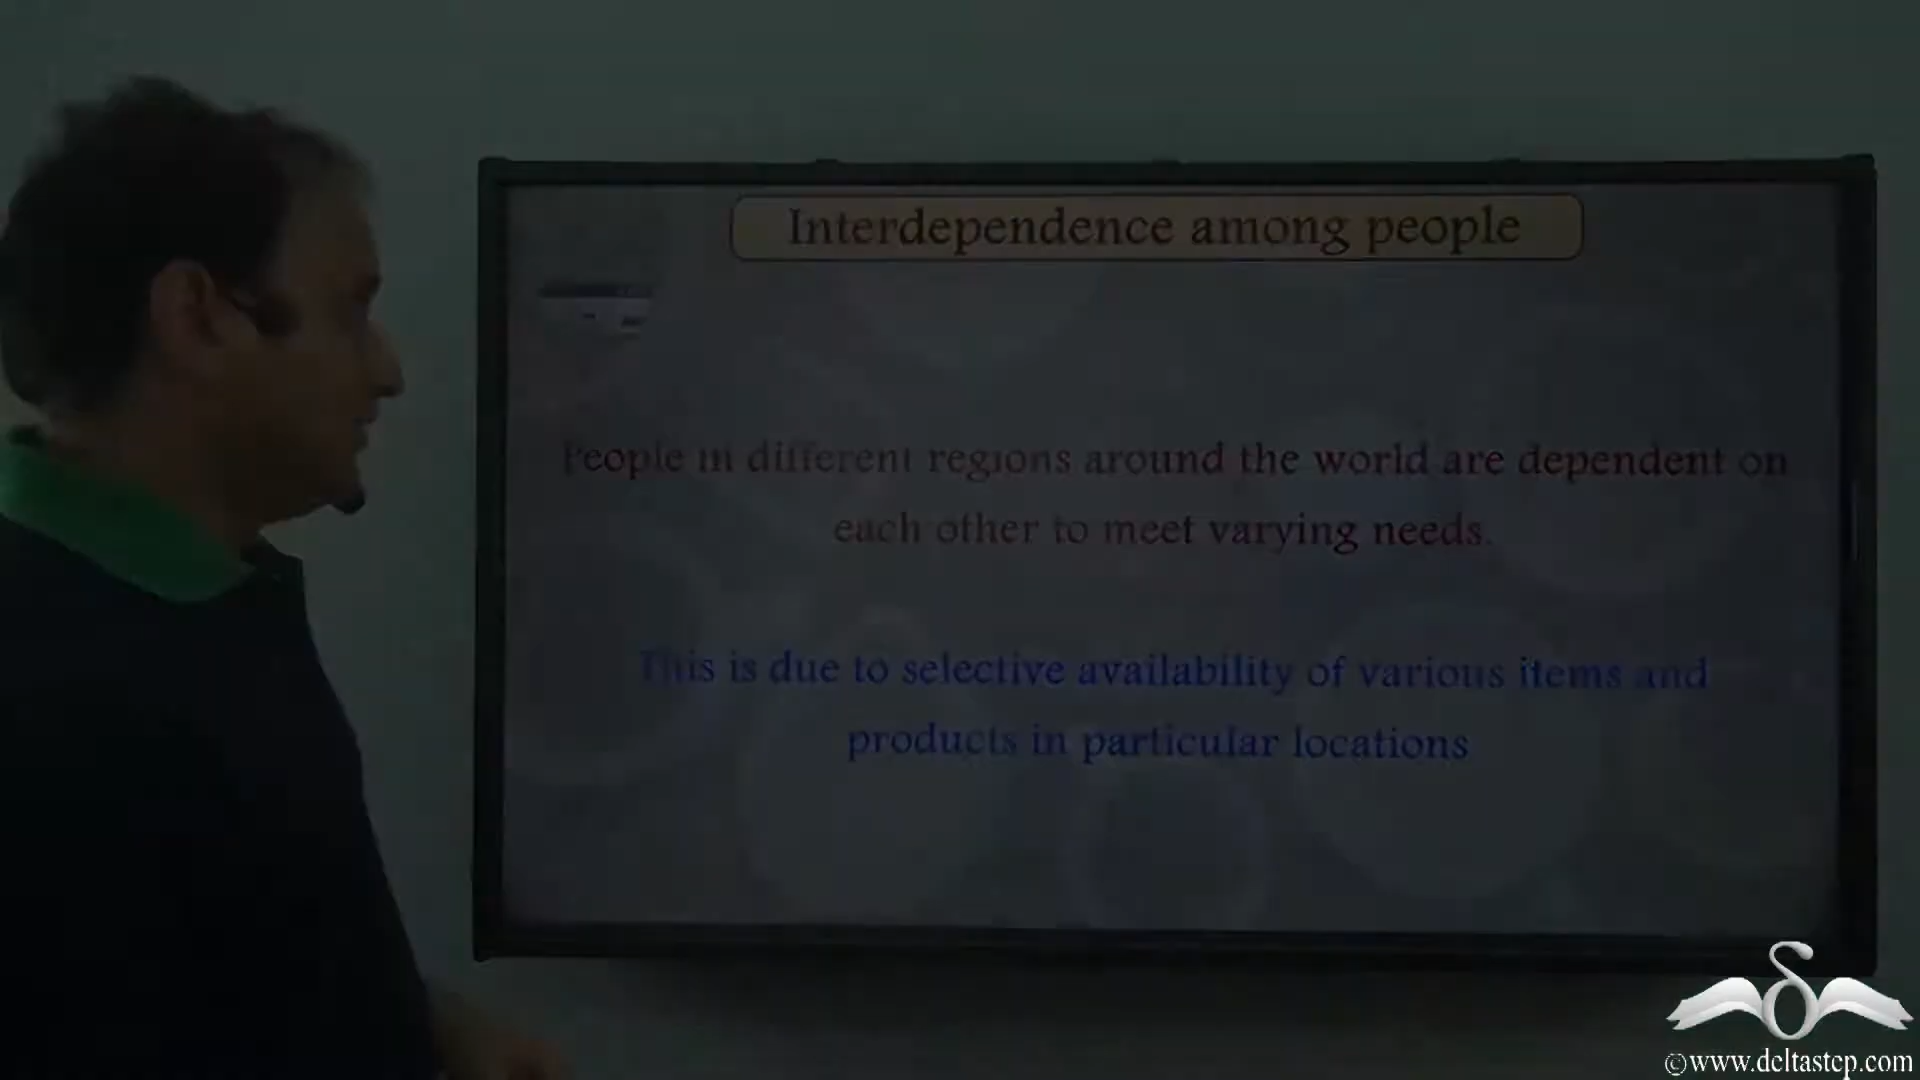 Interdependence among people
People in different regions around the world are dependent on
each other to meet varying needs.
This is due to selective availability of various items and
products in particular locations
©www.deltastep.com